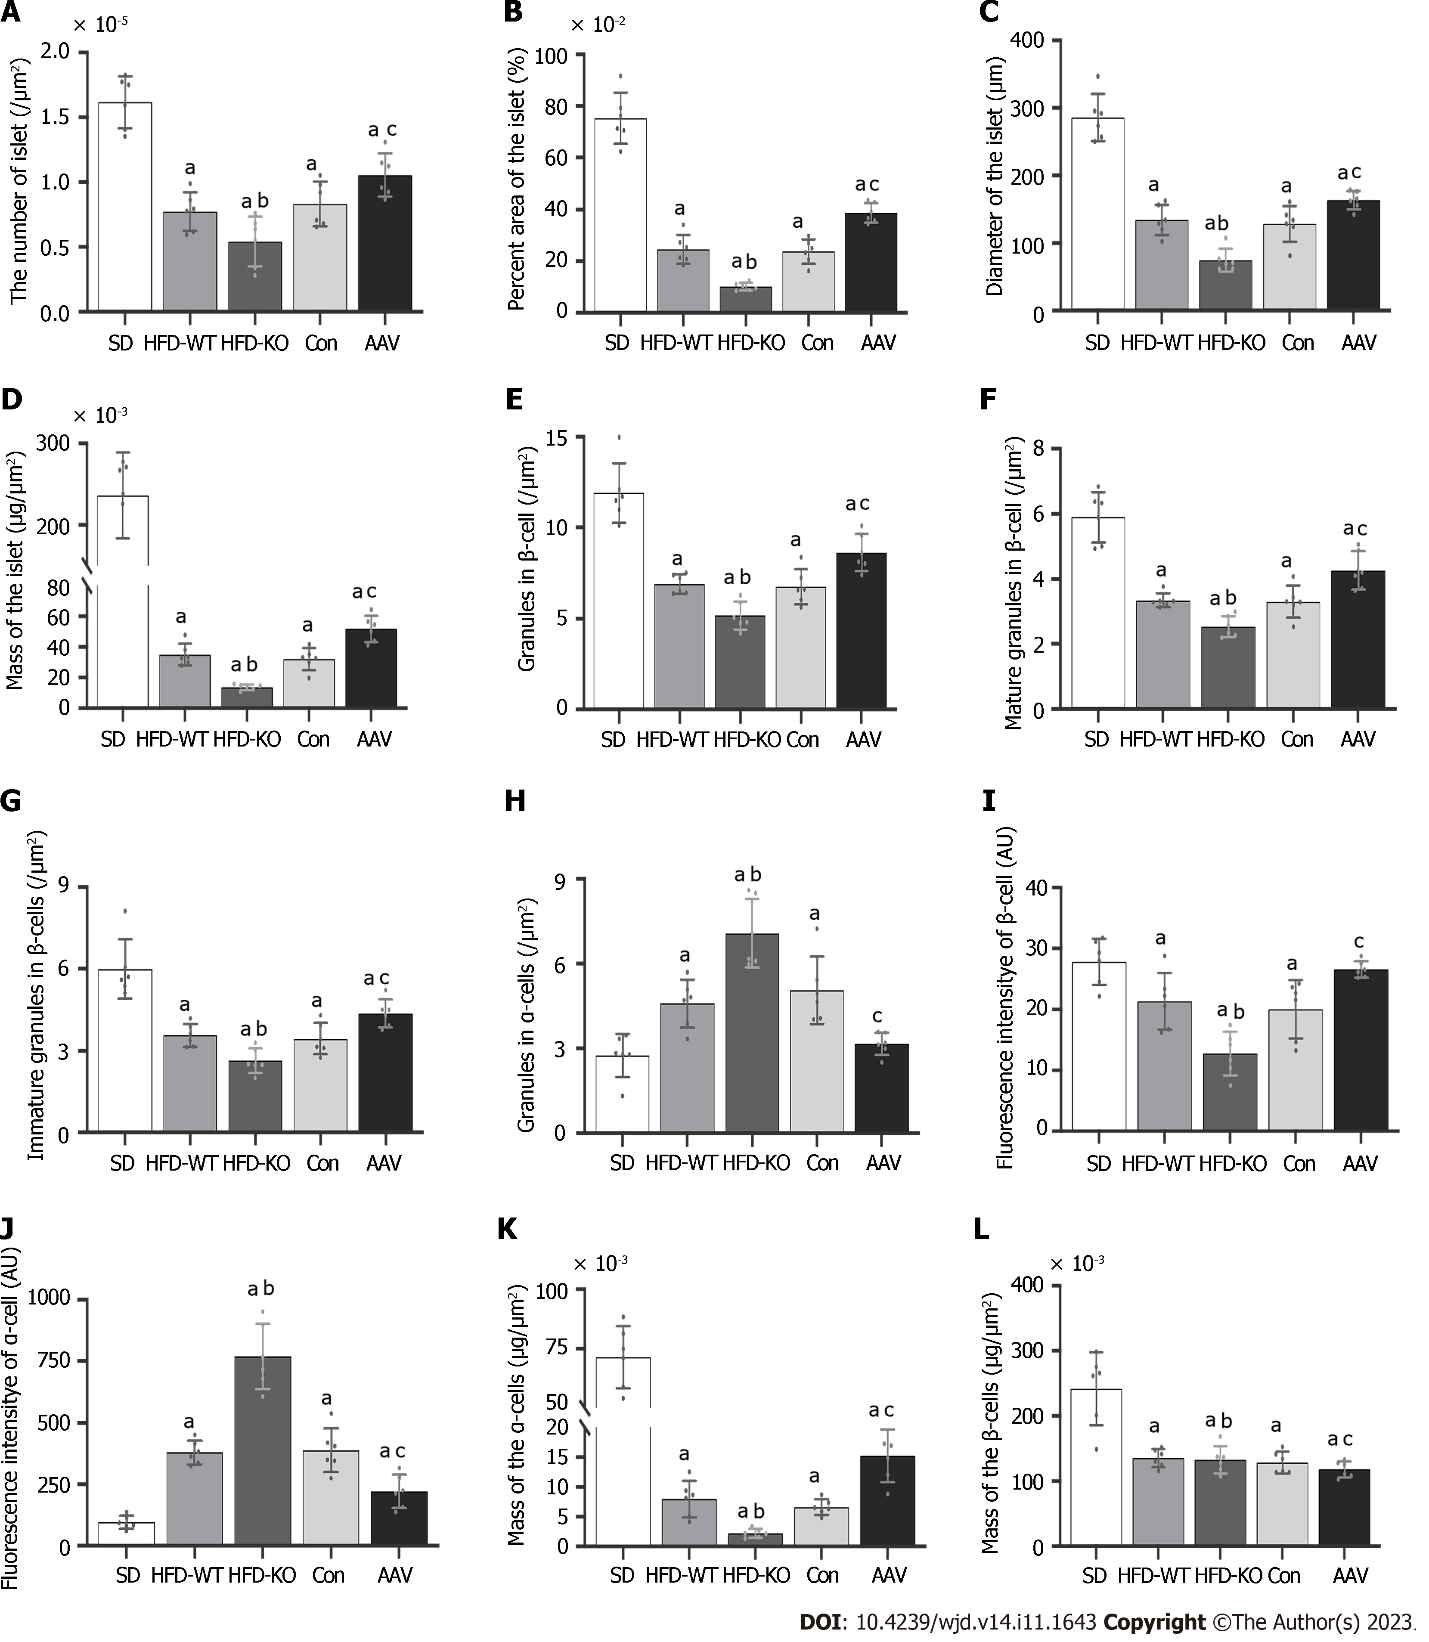 A
× 10⁻⁵
The number of islet (/µm²)
2.0
1.5
1.0
0.5
0.0
a
a b
a
a c
SD HFD-WT HFD-KO Con AAV
B
× 10⁻²
Percent area of the islet (%)
100
80
60
40
20
0
a
a b
a
a c
SD HFD-WT HFD-KO Con AAV
C
Diameter of the islet (µm)
400
300
200
100
0
a
ab
a
a c
SD HFD-WT HFD-KO Con AAV
D
× 10⁻³
Mass of the islet (µg/µm²)
300
200
80
60
40
20
0
a
a b
a
a c
SD HFD-WT HFD-KO Con AAV
E
Granules in β-cell (/µm²)
15
10
5
0
a
a b
a
a c
SD HFD-WT HFD-KO Con AAV
F
Mature granules in β-cell (/µm²)
8
6
4
2
0
a
a b
a
a c
SD HFD-WT HFD-KO Con AAV
G
Immature granules in β-cells (/µm²)
9
6
3
0
a
a b
a
a c
SD HFD-WT HFD-KO Con AAV
H
Granules in α-cells (/µm²)
9
6
3
0
a
a b
a
c
SD HFD-WT HFD-KO Con AAV
I
Fluorescence intensitye of β-cell (AU)
40
30
20
10
0
a
a b
a
c
SD HFD-WT HFD-KO Con AAV
J
Fluorescence intensitye of α-cell (AU)
1000
750
500
250
0
a
a b
a
a c
SD HFD-WT HFD-KO Con AAV
K
× 10⁻³
Mass of the α-cells (µg/µm²)
100
75
50
20
15
10
5
0
a
a b
a
a c
SD HFD-WT HFD-KO Con AAV
L
× 10⁻³
Mass of the β-cells (µg/µm²)
400
300
200
100
0
a
a b
a
a c
SD HFD-WT HFD-KO Con AAV
DOI: 10.4239/wjd.v14.i11.1643 Copyright ©The Author(s) 2023.